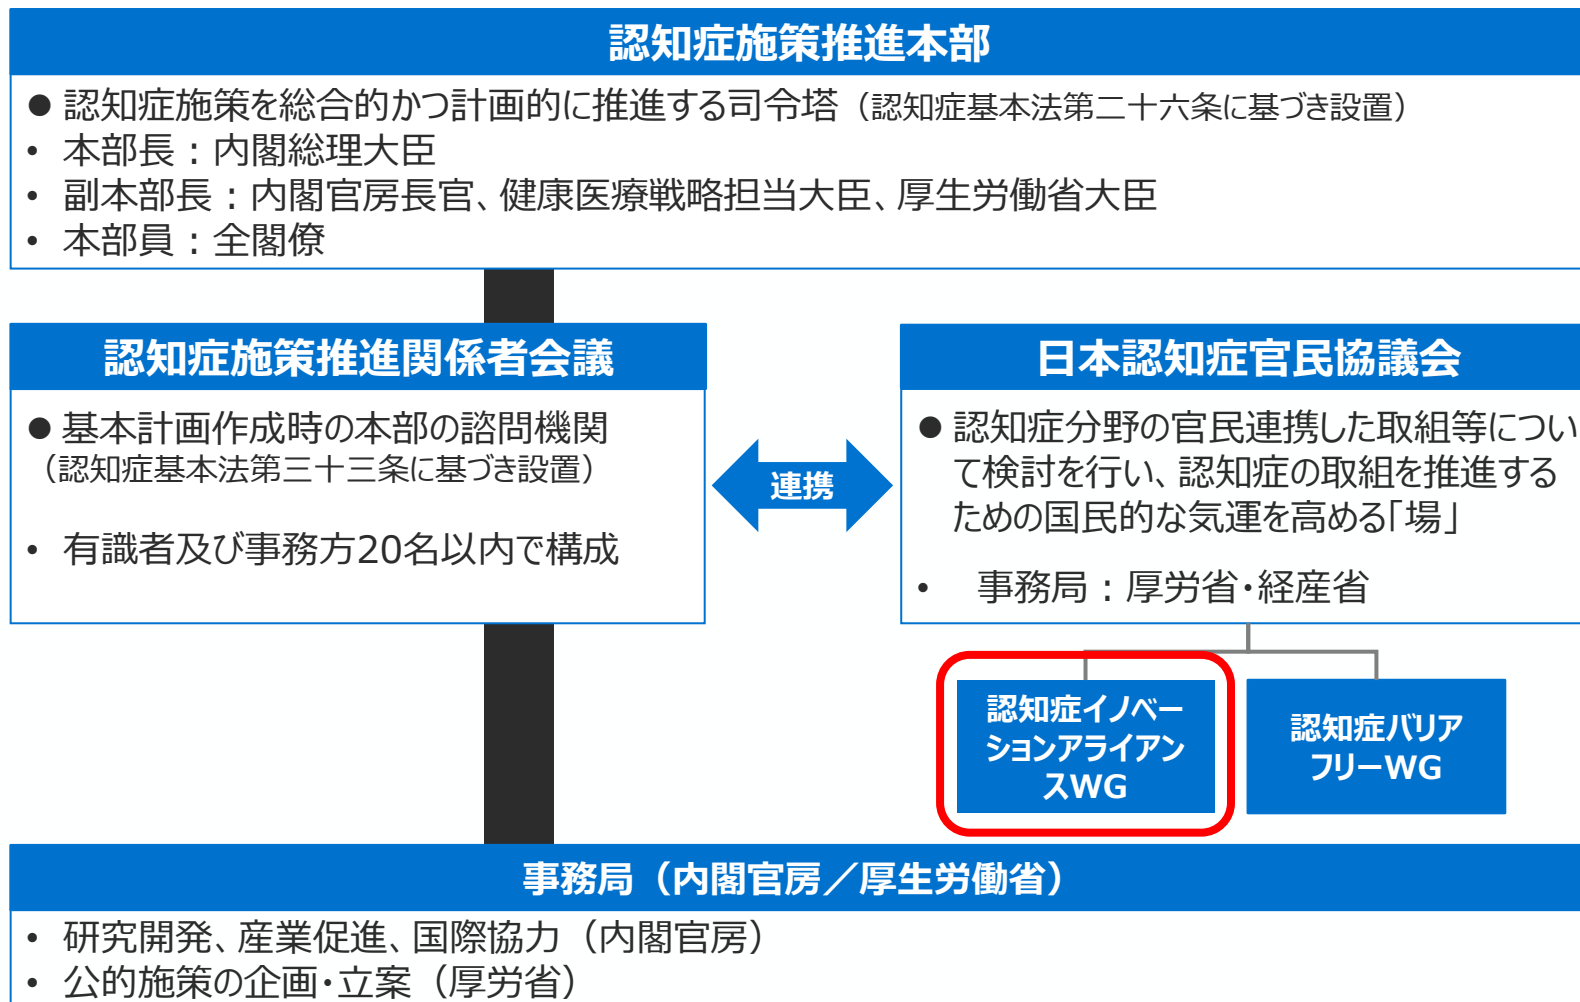 認知症施策推進本部
● 認知症施策を総合的かつ計画的に推進する司令塔（認知症基本法第二十六条に基づき設置）
• 本部長：内閣総理大臣
• 副本部長：内閣官房長官、健康医療戦略担当大臣、厚生労働省大臣
• 本部員：全閣僚
認知症施策推進関係者会議
● 基本計画作成時の本部の諮問機関
（認知症基本法第三十三条に基づき設置）
• 有識者及び事務方20名以内で構成
連携
日本認知症官民協議会
● 認知症分野の官民連携した取組等につい
て検討を行い、認知症の取組を推進する
ための国民的な気運を高める「場」
• 事務局：厚労省・経産省
認知症イノベー
ションアライアン
スWG
認知症バリア
フリーWG
事務局（内閣官房／厚生労働省）
• 研究開発、産業促進、国際協力（内閣官房）
• 公的施策の企画・立案（厚労省）